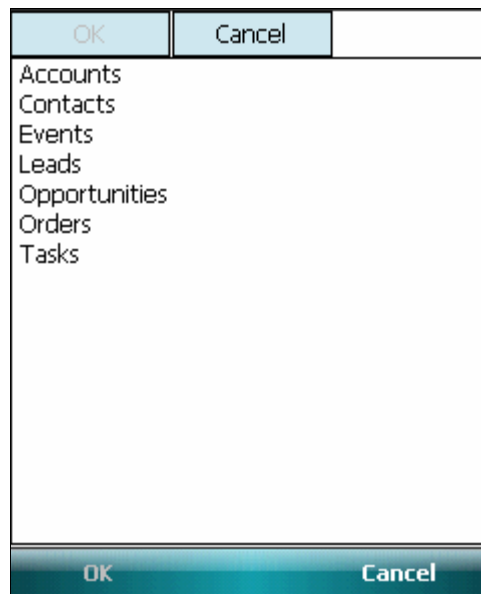 OK Cancel
Accounts
Contacts
Events
Leads
Opportunities
Orders
Tasks
OK Cancel